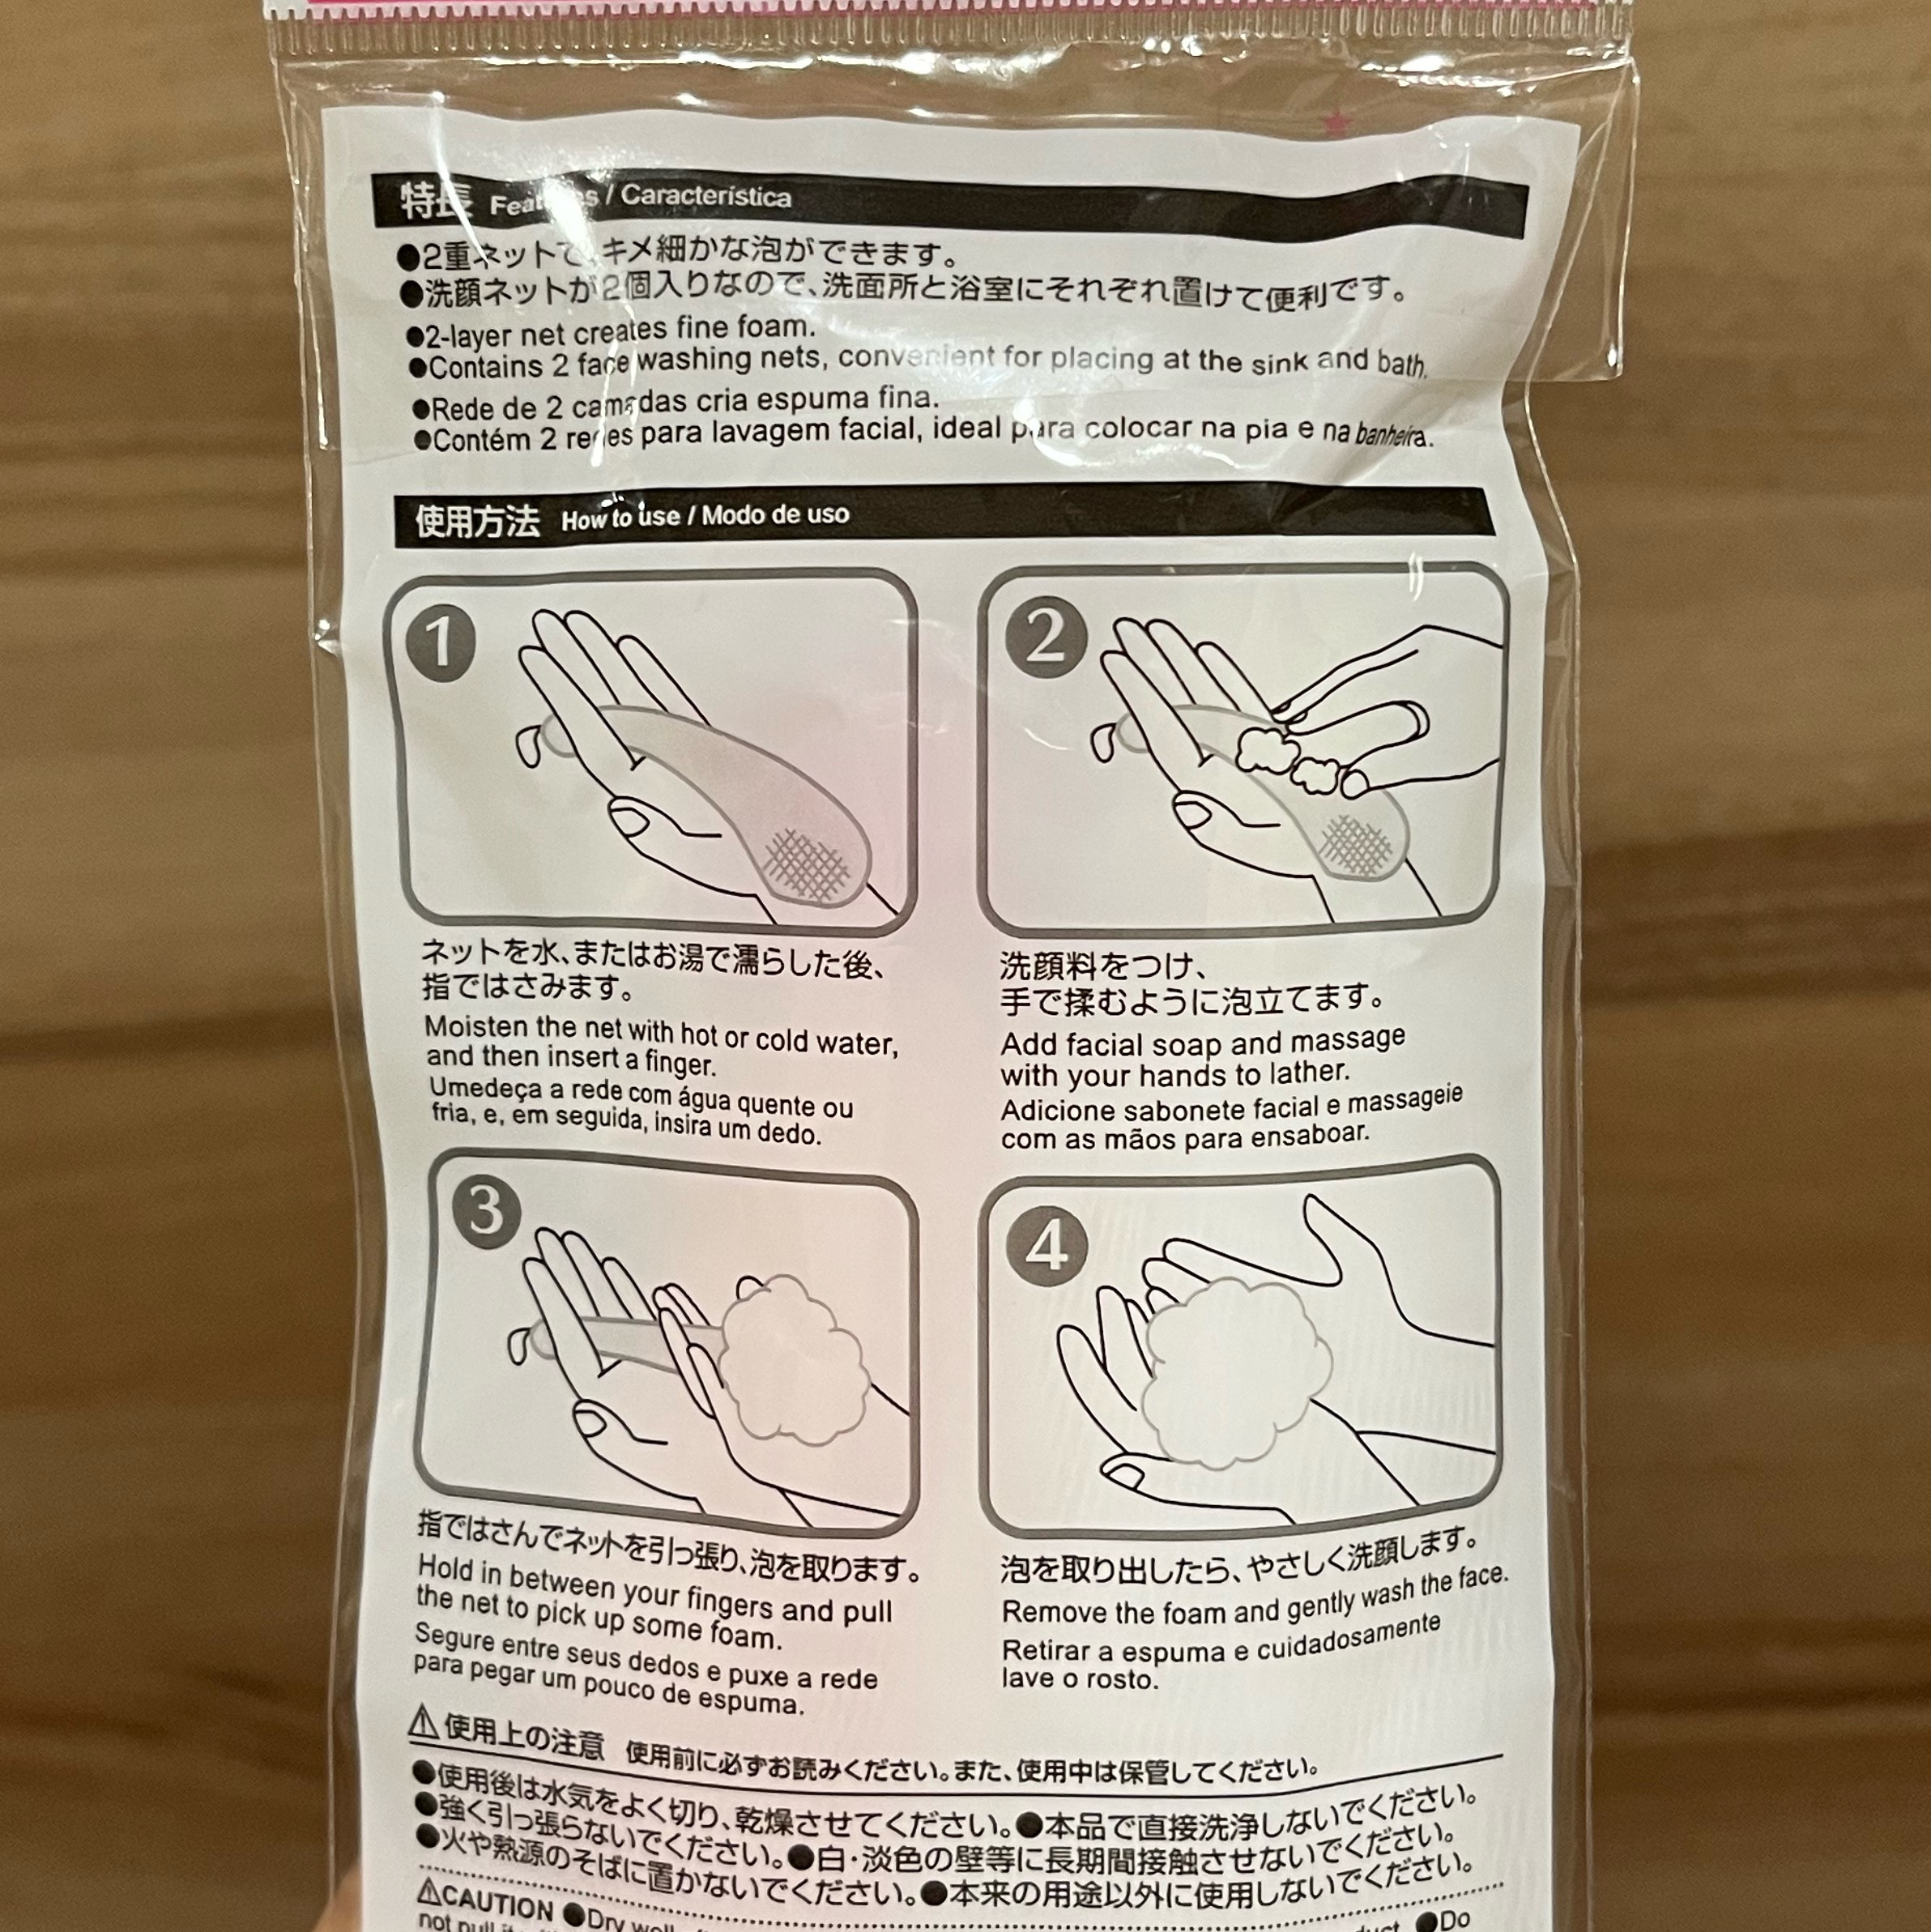 特長 Features / Característica
●2重ネットで、キメ細かな泡ができます。
●洗顔ネットが2個入りなので、洗面所と浴室にそれぞれ置けて便利です。
●2-layer net creates fine foam.
●Contains 2 face washing nets, convenient for placing at the sink and bath.
●Rede de 2 camadas cria espuma fina.
●Contém 2 redes para lavagem facial, ideal para colocar na pia e na banheira.
使用方法 How to use / Modo de uso
1
ネットを水、またはお湯で濡らした後、
指ではさみます。
Moisten the net with hot or cold water,
and then insert a finger.
Umedeça a rede com água quente ou
fria, e, em seguida, insira um dedo.
2
洗顔料をつけ、
手で揉むように泡立てます。
Add facial soap and massage
with your hands to lather.
Adicione sabonete facial e massageie
com as mãos para ensaboar.
3
指ではさんでネットを引っ張り、泡を取ります。
Hold in between your fingers and pull
the net to pick up some foam.
Segure entre seus dedos e puxe a rede
para pegar um pouco de espuma.
4
泡を取り出したら、やさしく洗顔します。
Remove the foam and gently wash the face.
Retirar a espuma e cuidadosamente
lave o rosto.
⚠使用上の注意 使用前に必ずお読みください。また、使用中は保管してください。
●使用後は水気をよく切り、乾燥させてください。●本品で直接洗浄しないでください。
●強く引っ張らないでください。●白・淡色の壁等に長期間接触させないでください。
●火や熱源のそばに置かないでください。●本来の用途以外に使用しないでください。
⚠CAUTION ●Dry well ●Do
not pull